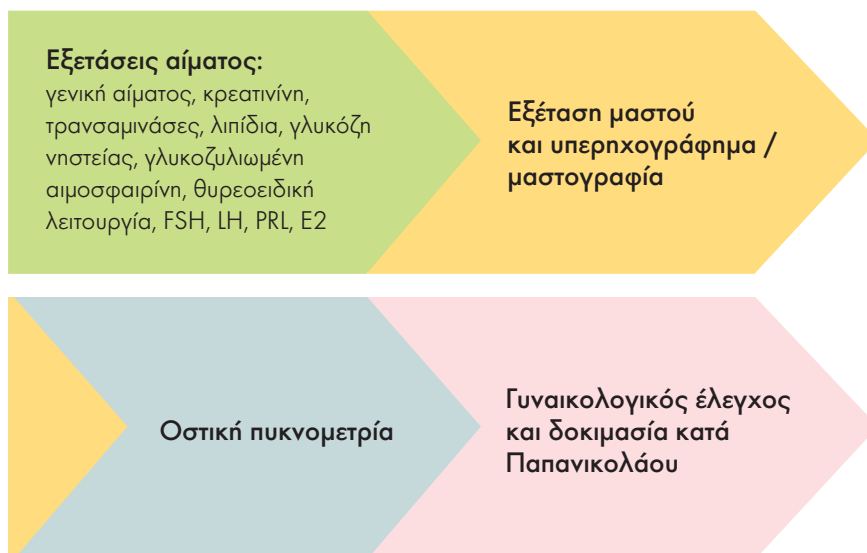 Εξετάσεις αίματος:
γενική αίματος, κρεατινίνη,
τρανσαμινάσες, λιπίδια, γλυκόζη
νηστείας, γλυκοζυλιωμένη
αιμοσφαιρίνη, θυρεοειδική
λειτουργία, FSH, LH, PRL, E2
Εξέταση μαστού
και υπερηχογράφημα /
μαστογραφία
Οστική πυκνομετρία
Γυναικολογικός έλεγχος
και δοκιμασία κατά
Παπανικολάου